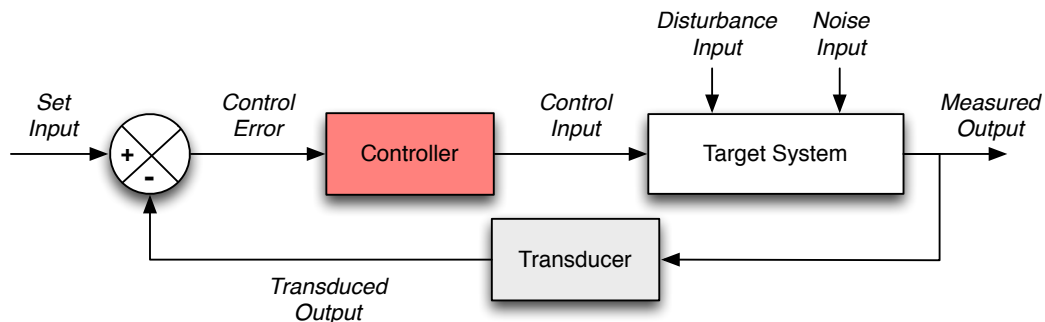 Disturbance
Input
Noise
Input
Set
Input
Control
Error
Control
Input
Measured
Output
+
-
Controller
Target System
Transducer
Transduced
Output